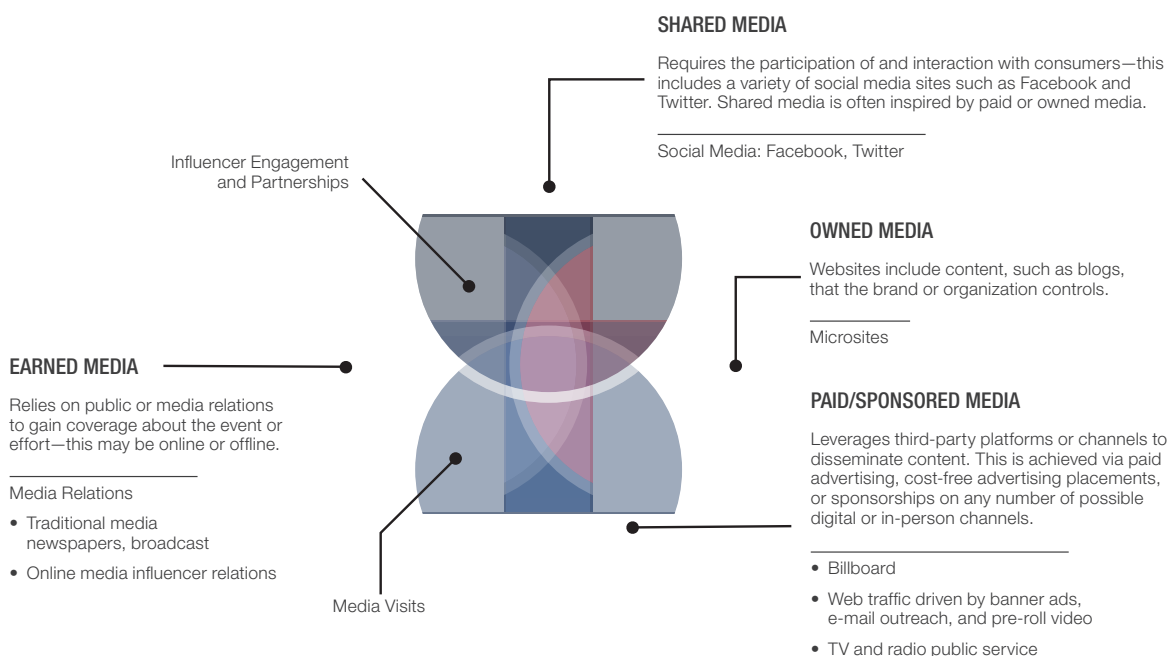 SHARED MEDIA
Requires the participation of and interaction with consumers—this
includes a variety of social media sites such as Facebook and
Twitter. Shared media is often inspired by paid or owned media.
Social Media: Facebook, Twitter
Influencer Engagement
and Partnerships
OWNED MEDIA
Websites include content, such as blogs,
that the brand or organization controls.
Microsites
EARNED MEDIA
Relies on public or media relations
to gain coverage about the event or
effort—this may be online or offline.
Media Relations
• Traditional media
newspapers, broadcast
• Online media influencer relations
Media Visits
PAID/SPONSORED MEDIA
Leverages third-party platforms or channels to
disseminate content. This is achieved via paid
advertising, cost-free advertising placements,
or sponsorships on any number of possible
digital or in-person channels.
• Billboard
• Web traffic driven by banner ads,
e-mail outreach, and pre-roll video
• TV and radio public service